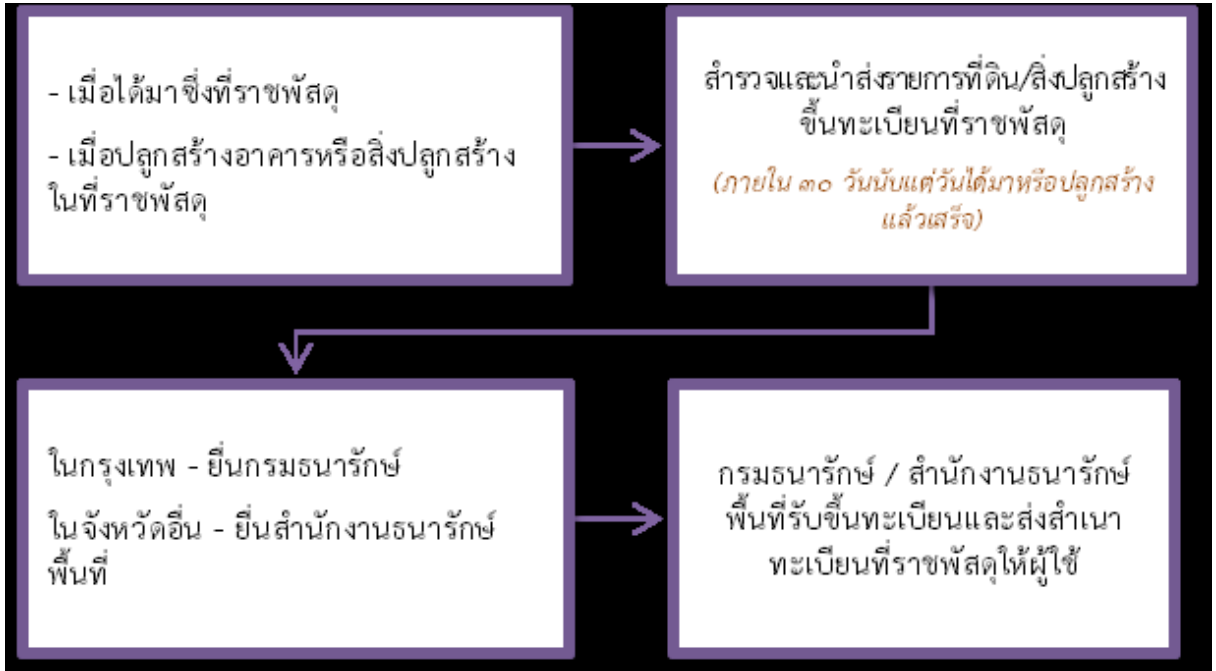 - เมื่อได้มาซึ่งที่ราชพัสดุ
- เมื่อปลูกสร้างอาคารหรือสิ่งปลูกสร้าง
ในที่ราชพัสดุ
สำรวจและนำส่งรายการที่ดิน/สิ่งปลูกสร้าง
ขึ้นทะเบียนที่ราชพัสดุ
(ภายใน ๓๐ วันนับแต่วันได้มาหรือปลูกสร้าง
แล้วเสร็จ)
ในกรุงเทพ - ยื่นกรมธนารักษ์
ในจังหวัดอื่น - ยื่นสำนักงานธนารักษ์
พื้นที่
กรมธนารักษ์ / สำนักงานธนารักษ์
พื้นที่รับขึ้นทะเบียนและส่งสำเนา
ทะเบียนที่ราชพัสดุให้ผู้ใช้